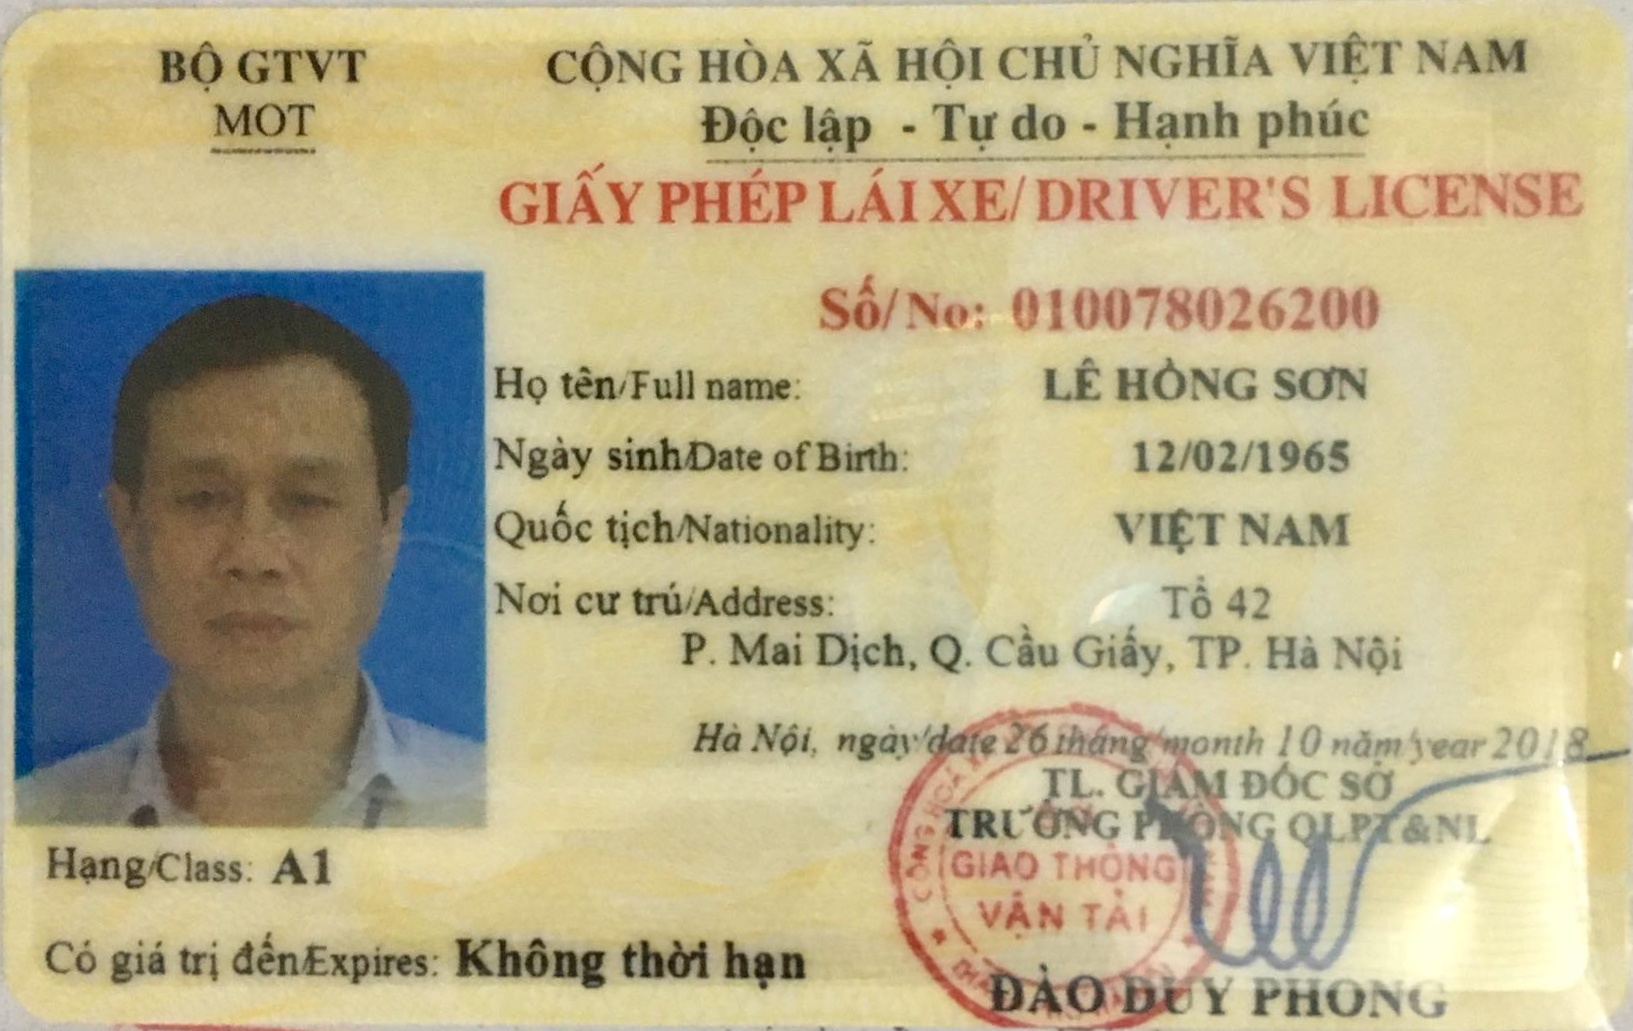 BỘ GTVT
MOT
CỘNG HÒA XÃ HỘI CHỦ NGHĨA VIỆT NAM
Độc lập - Tự do - Hạnh phúc
GIẤY PHÉP LÁI XE/ DRIVER'S LICENSE
Số/ No: 010078026200
Họ tên/Full name: LÊ HỒNG SƠN
Ngày sinh/Date of Birth: 12/02/1965
Quốc tịch/Nationality: VIỆT NAM
Nơi cư trú/Address: Tổ 42
P. Mai Dịch, Q. Cầu Giấy, TP. Hà Nội
Hà Nội, ngày/date 26 tháng/month 10 năm/year 2018
TL. GIÁM ĐỐC SỞ
TRƯỞNG PHÒNG QLPT&NL
GIAO THÔNG
VẬN TẢI
ĐÀO DUY PHONG
Hạng/Class: A1
Có giá trị đến/Expires: Không thời hạn